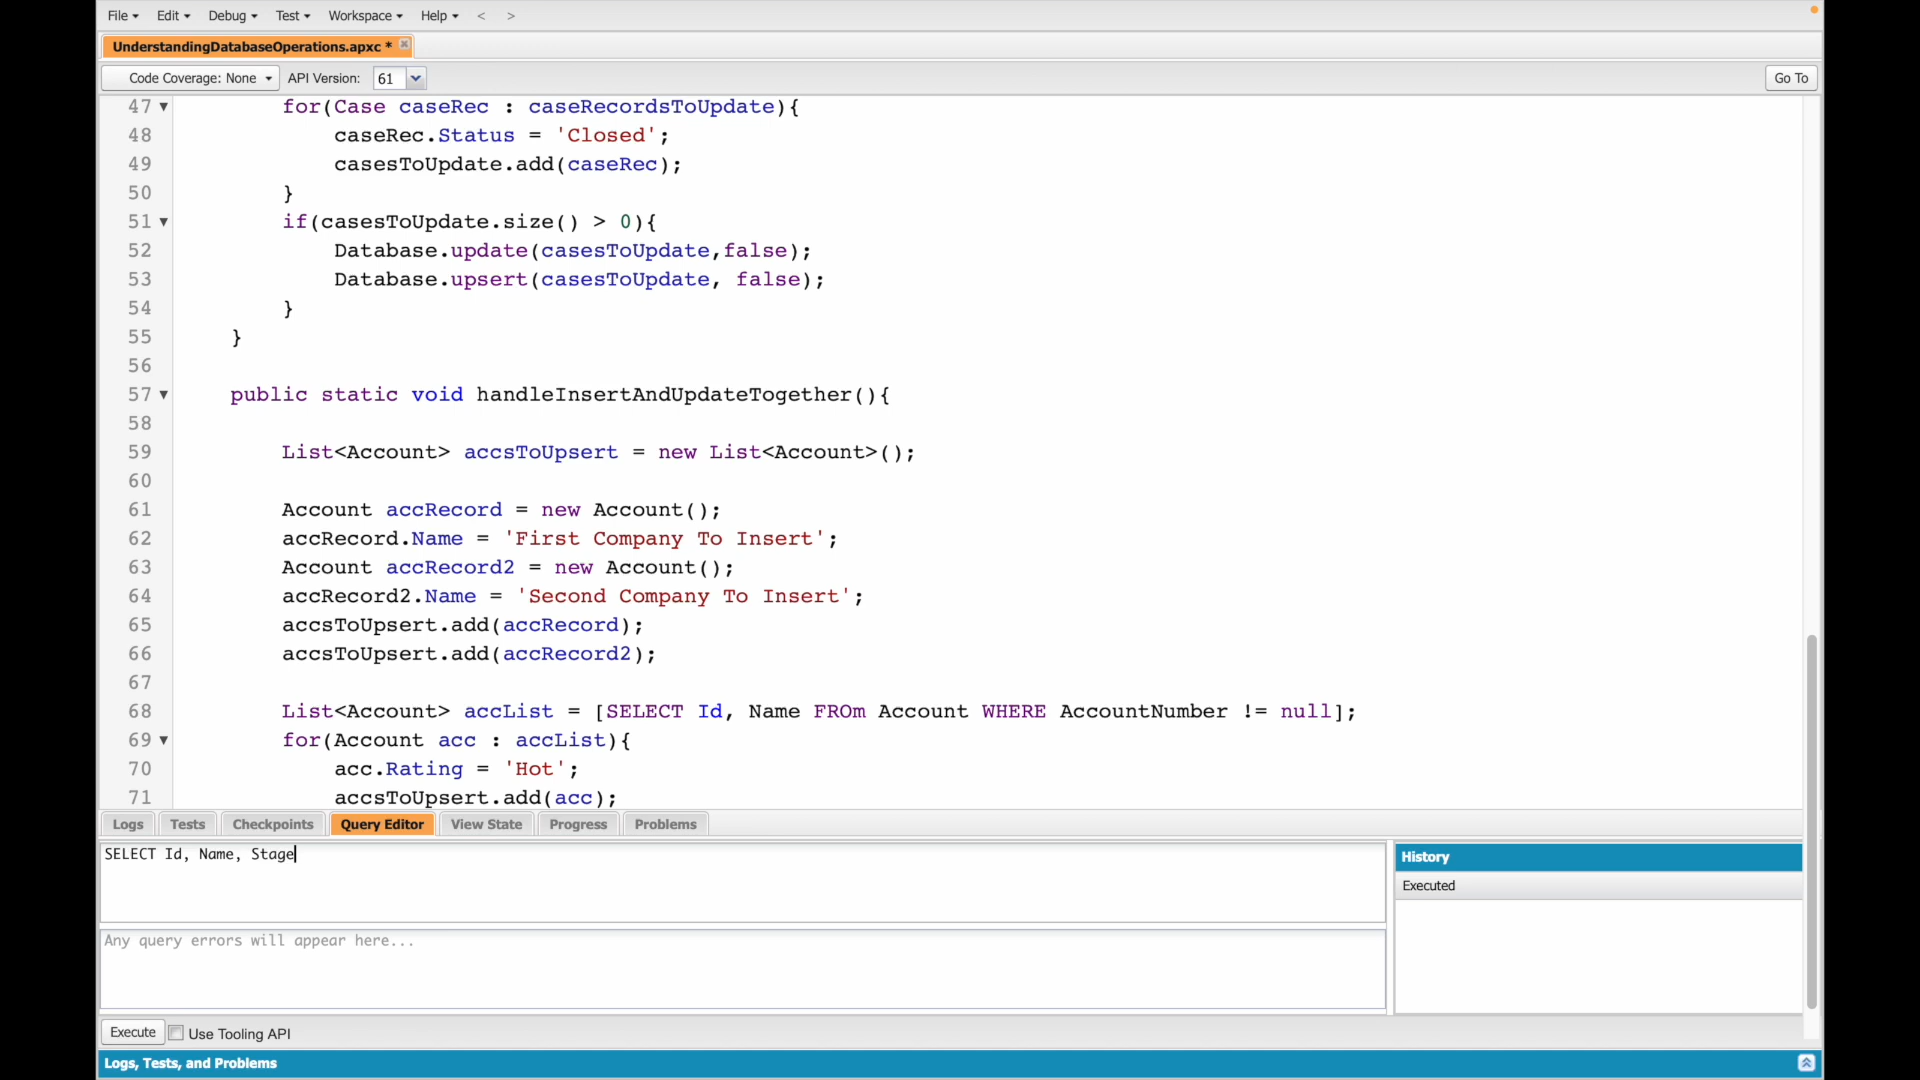 File Edit Debug Test Workspace Help < >
UnderstandingDatabaseOperations.apxc *
Code Coverage: None API Version: 61 Go To
47 for(Case caseRec : caseRecordsToUpdate){
48 caseRec.Status = 'Closed';
49 casesToUpdate.add(caseRec);
50 }
51 if(casesToUpdate.size() > 0){
52 Database.update(casesToUpdate,false);
53 Database.upsert(casesToUpdate, false);
54 }
55 }
56
57 public static void handleInsertAndUpdateTogether(){
58
59 List<Account> accsToUpsert = new List<Account>();
60
61 Account accRecord = new Account();
62 accRecord.Name = 'First Company To Insert';
63 Account accRecord2 = new Account();
64 accRecord2.Name = 'Second Company To Insert';
65 accsToUpsert.add(accRecord);
66 accsToUpsert.add(accRecord2);
67
68 List<Account> accList = [SELECT Id, Name FROm Account WHERE AccountNumber != null];
69 for(Account acc : accList){
70 acc.Rating = 'Hot';
71 accsToUpsert.add(acc);
Logs Tests Checkpoints Query Editor View State Progress Problems
SELECT Id, Name, Stage
Any query errors will appear here...
History
Executed
Execute Use Tooling API
Logs, Tests, and Problems